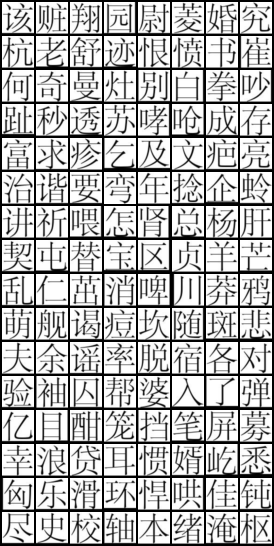 该赃翔园尉菱婚究
杭老舒迹恨愤书崔
何奇曼灶别白拳吵
趾秒透苏哮呛成存
富求疹乞及文疤亮
治谐要弯年捻企蛉
讲祈喂怎肾总杨肝
契屯替宝区贞羊芒
乱仁茁消啤川莽鸦
萌舰谒痘坎随斑悲
夫余谣率脱宿各对
验袖囚帮婆入了弹
亿目酣笼挡笔屏募
幸浪贷耳惯婿屹悉
匈乐滑环悍哄佳钝
尽史校轴本绪淹枢